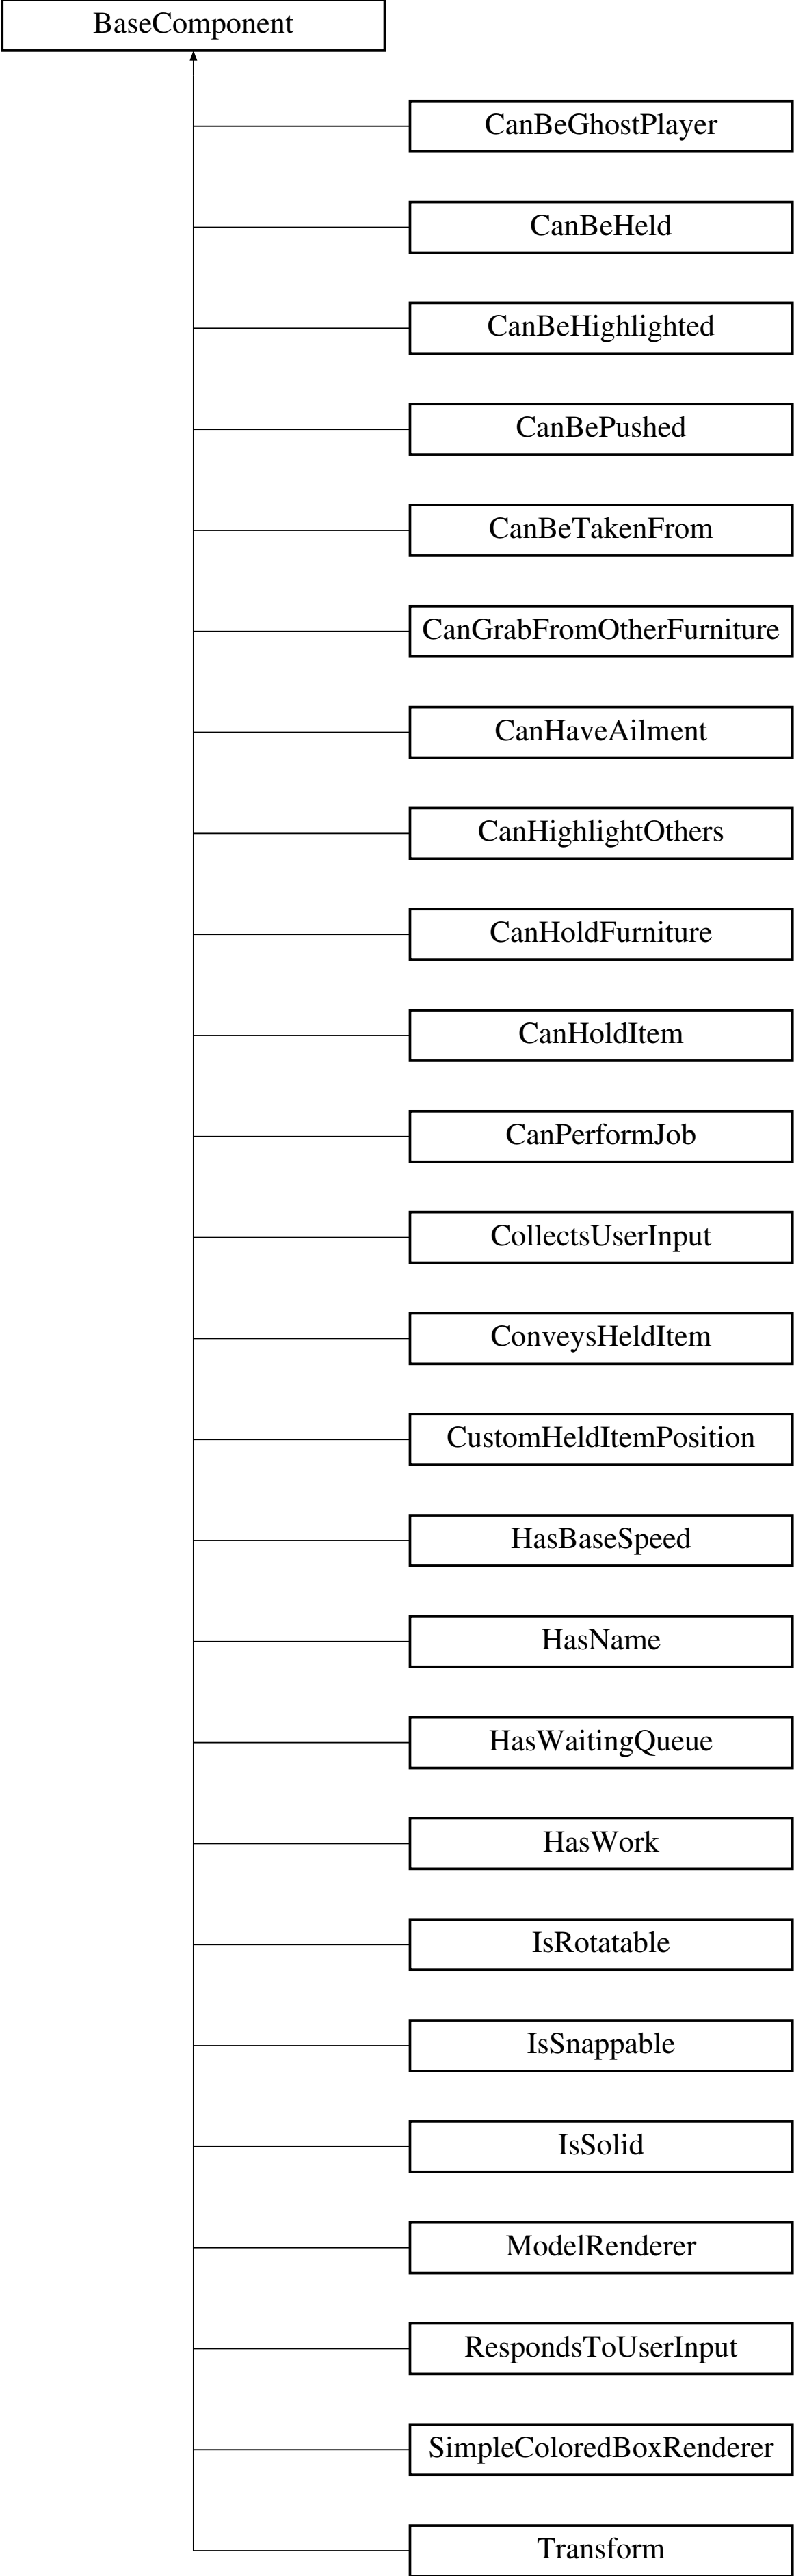 BaseComponent
CanBeGhostPlayer
CanBeHeld
CanBeHighlighted
CanBePushed
CanBeTakenFrom
CanGrabFromOtherFurniture
CanHaveAilment
CanHighlightOthers
CanHoldFurniture
CanHoldItem
CanPerformJob
CollectsUserInput
ConveysHeldItem
CustomHeldItemPosition
HasBaseSpeed
HasName
HasWaitingQueue
HasWork
IsRotatable
IsSnappable
IsSolid
ModelRenderer
RespondsToUserInput
SimpleColoredBoxRenderer
Transform